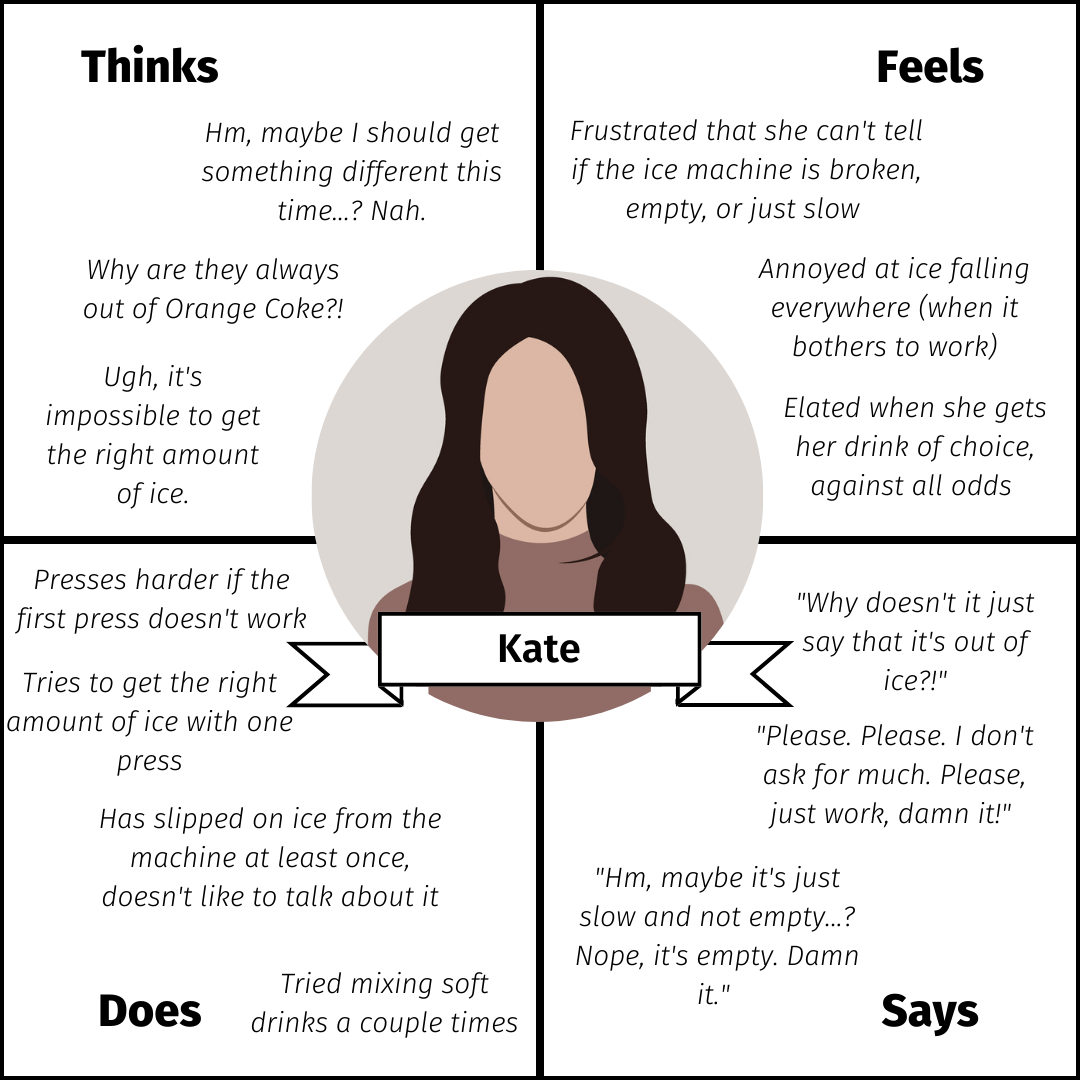 Thinks
Hm, maybe I should get
something different this
time...? Nah.
Why are they always
out of Orange Coke?!
Ugh, it's
impossible to get
the right amount
of ice.
Feels
Frustrated that she can't tell
if the ice machine is broken,
empty, or just slow
Annoyed at ice falling
everywhere (when it
bothers to work)
Elated when she gets
her drink of choice,
against all odds
Kate
Presses harder if the
first press doesn't work
Tries to get the right
amount of ice with one
press
Has slipped on ice from the
machine at least once,
doesn't like to talk about it
Tried mixing soft
drinks a couple times
Does
"Why doesn't it just
say that it's out of
ice?!"
"Please. Please. I don't
ask for much. Please,
just work, damn it!"
"Hm, maybe it's just
slow and not empty...?
Nope, it's empty. Damn
it."
Says